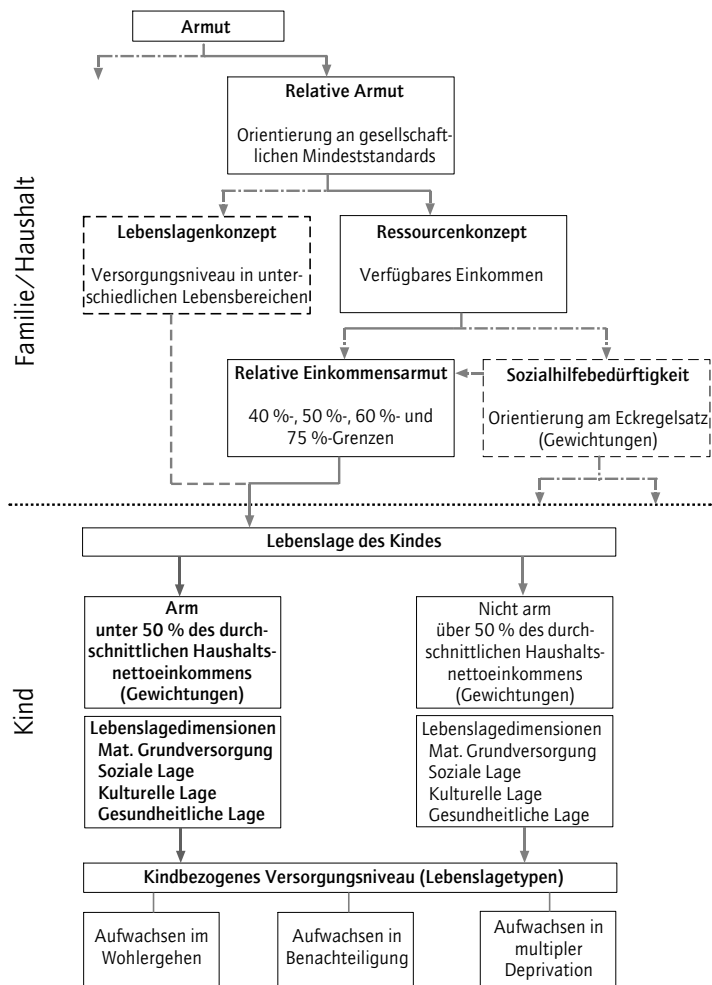 Armut
Relative Armut
Orientierung an gesellschaft-
lichen Mindeststandards
Familie/Haushalt
Lebenslagenkonzept
Versorgungsniveau in unter-
schiedlichen Lebensbereichen
Ressourcenkonzept
Verfügbares Einkommen
Relative Einkommensarmut
40 %-, 50 %-, 60 %- und
75 %-Grenzen
Sozialhilfebedürftigkeit
Orientierung am Eckregelsatz
(Gewichtungen)
Kind
Lebenslage des Kindes
Arm
unter 50 % des durch-
schnittlichen Haushalts-
nettoeinkommens
(Gewichtungen)
Nicht arm
über 50 % des durch-
schnittlichen Haushalts-
nettoeinkommens
(Gewichtungen)
Lebenslagedimensionen
Mat. Grundversorgung
Soziale Lage
Kulturelle Lage
Gesundheitliche Lage
Lebenslagedimensionen
Mat. Grundversorgung
Soziale Lage
Kulturelle Lage
Gesundheitliche Lage
Kindbezogenes Versorgungsniveau (Lebenslagetypen)
Aufwachsen im
Wohlergehen
Aufwachsen in
Benachteiligung
Aufwachsen in
multipler
Deprivation